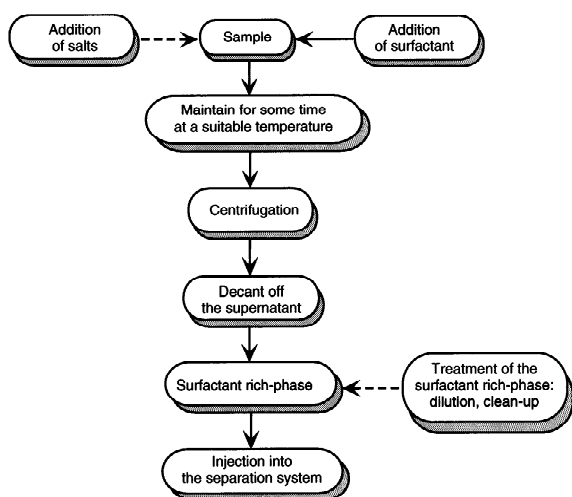 Addition
of salts
Sample
Addition
of surfactant
Maintain for some time
at a suitable temperature
Centrifugation
Decant off
the supernatant
Surfactant rich-phase
Treatment of the
surfactant rich-phase:
dilution, clean-up
Injection into
the separation system